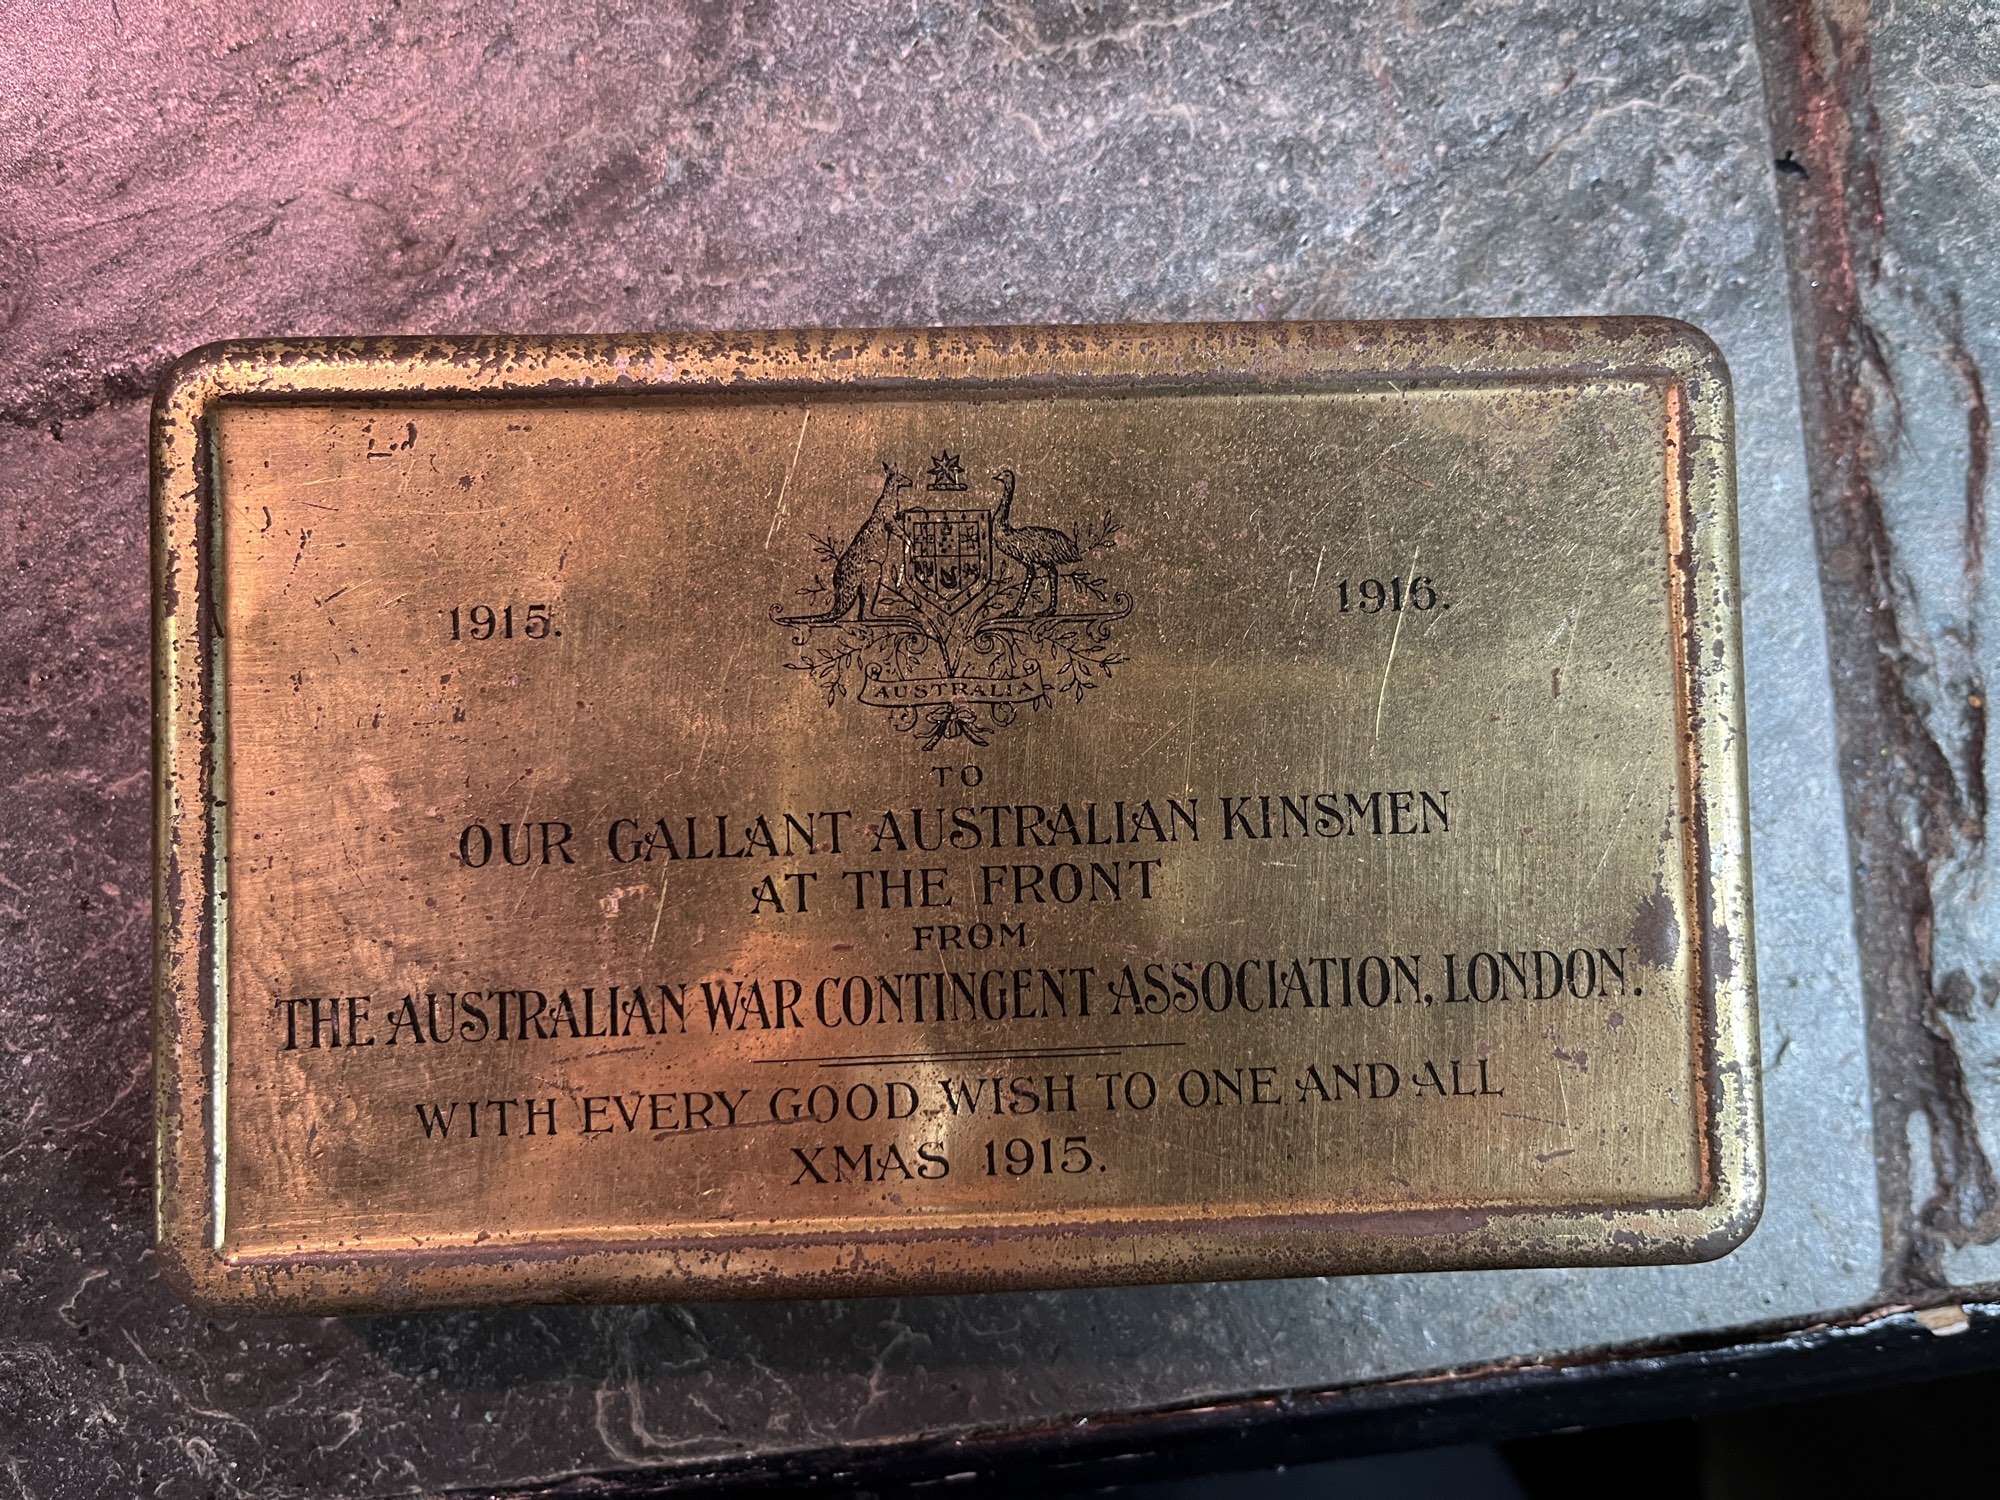 1915.
1916.
AUSTRALIA
TO
OUR GALLANT AUSTRALIAN KINSMEN
AT THE FRONT
FROM
THE AUSTRALIAN WAR CONTINGENT ASSOCIATION, LONDON.
WITH EVERY GOOD WISH TO ONE AND ALL
XMAS 1915.